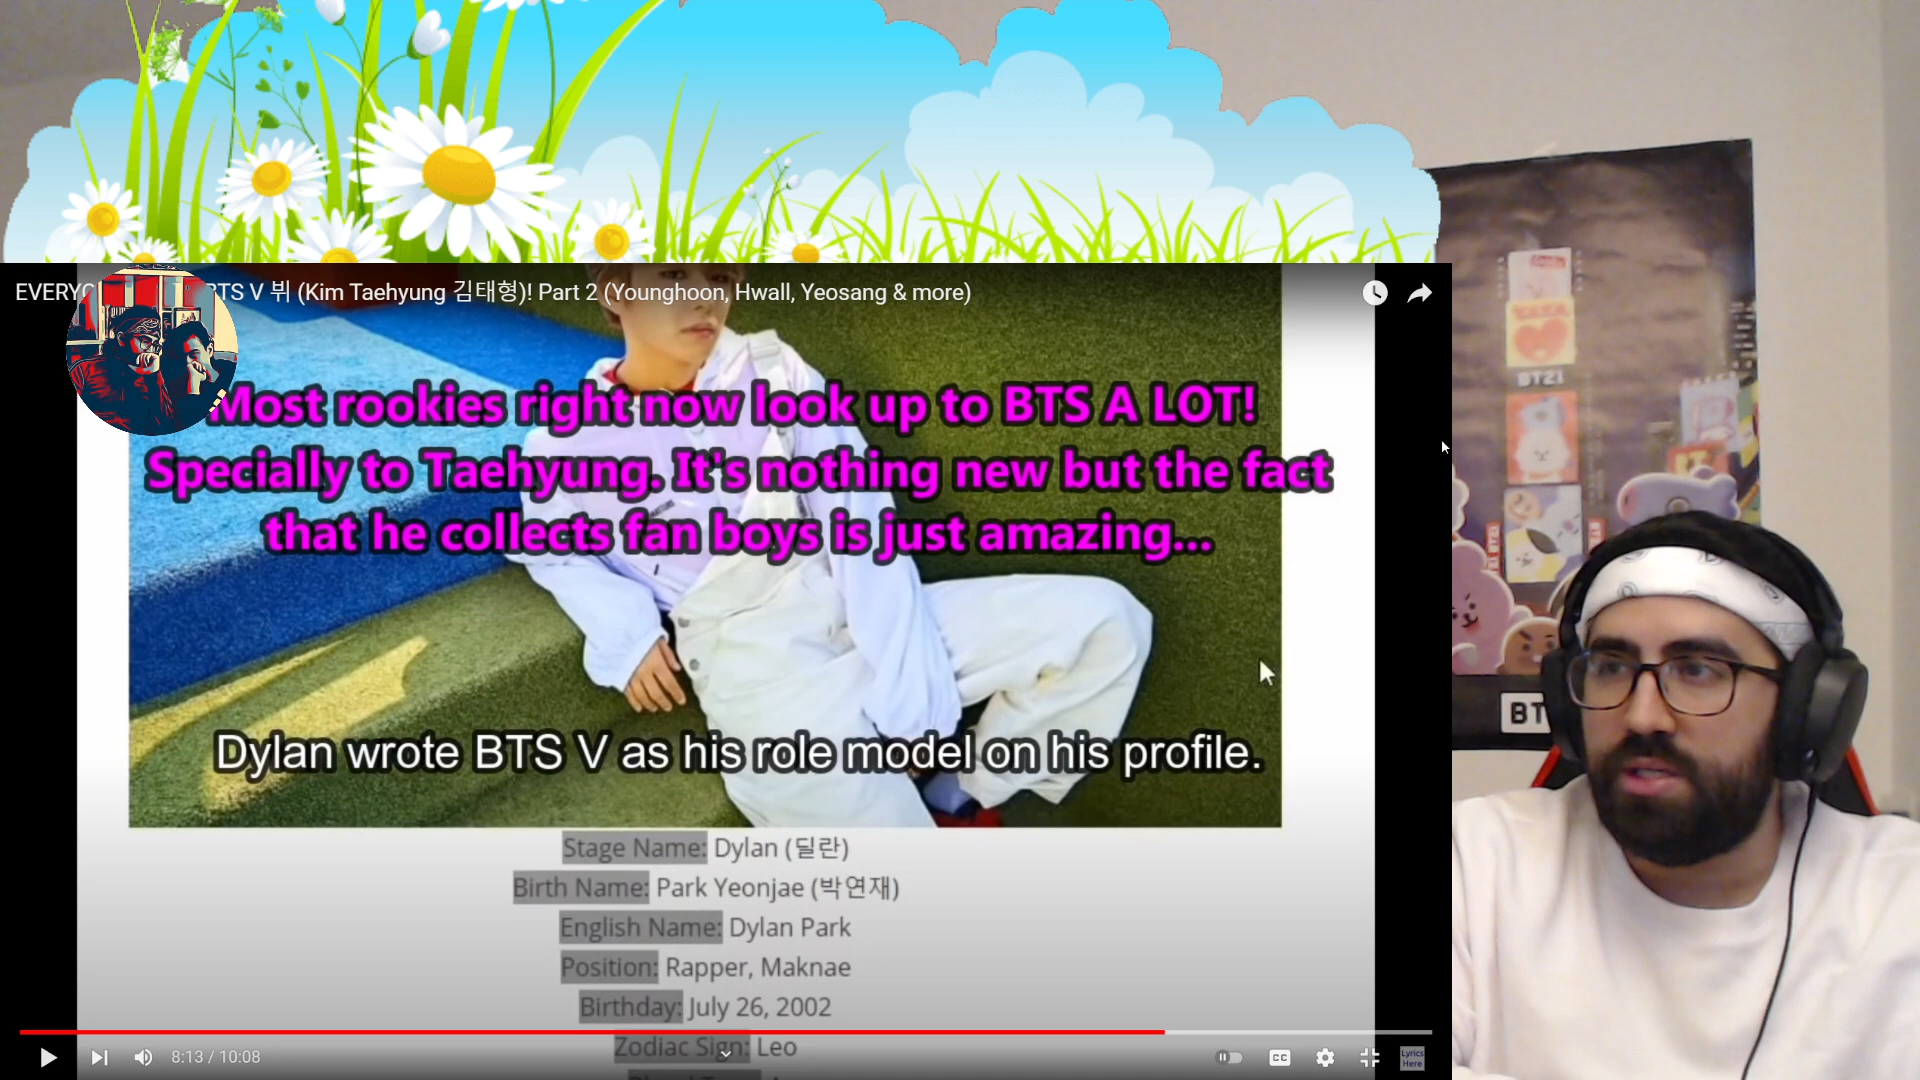 BTS V 뷔 (Kim Taehyung 김태형)! Part 2 (Younghoon, Hwall, Yeosang & more)
Most rookies right now look up to BTS A LOT!
Specially to Taehyung. It's nothing new but the fact
that he collects fan boys is just amazing...
Dylan wrote BTS V as his role model on his profile.
Stage Name: Dylan (딜란)
Birth Name: Park Yeonjae (박연재)
English Name: Dylan Park
Position: Rapper, Maknae
Birthday: July 26, 2002
Zodiac Sign: Leo
8:13 / 10:08
CC
Lyrics
Here
BT21
BT